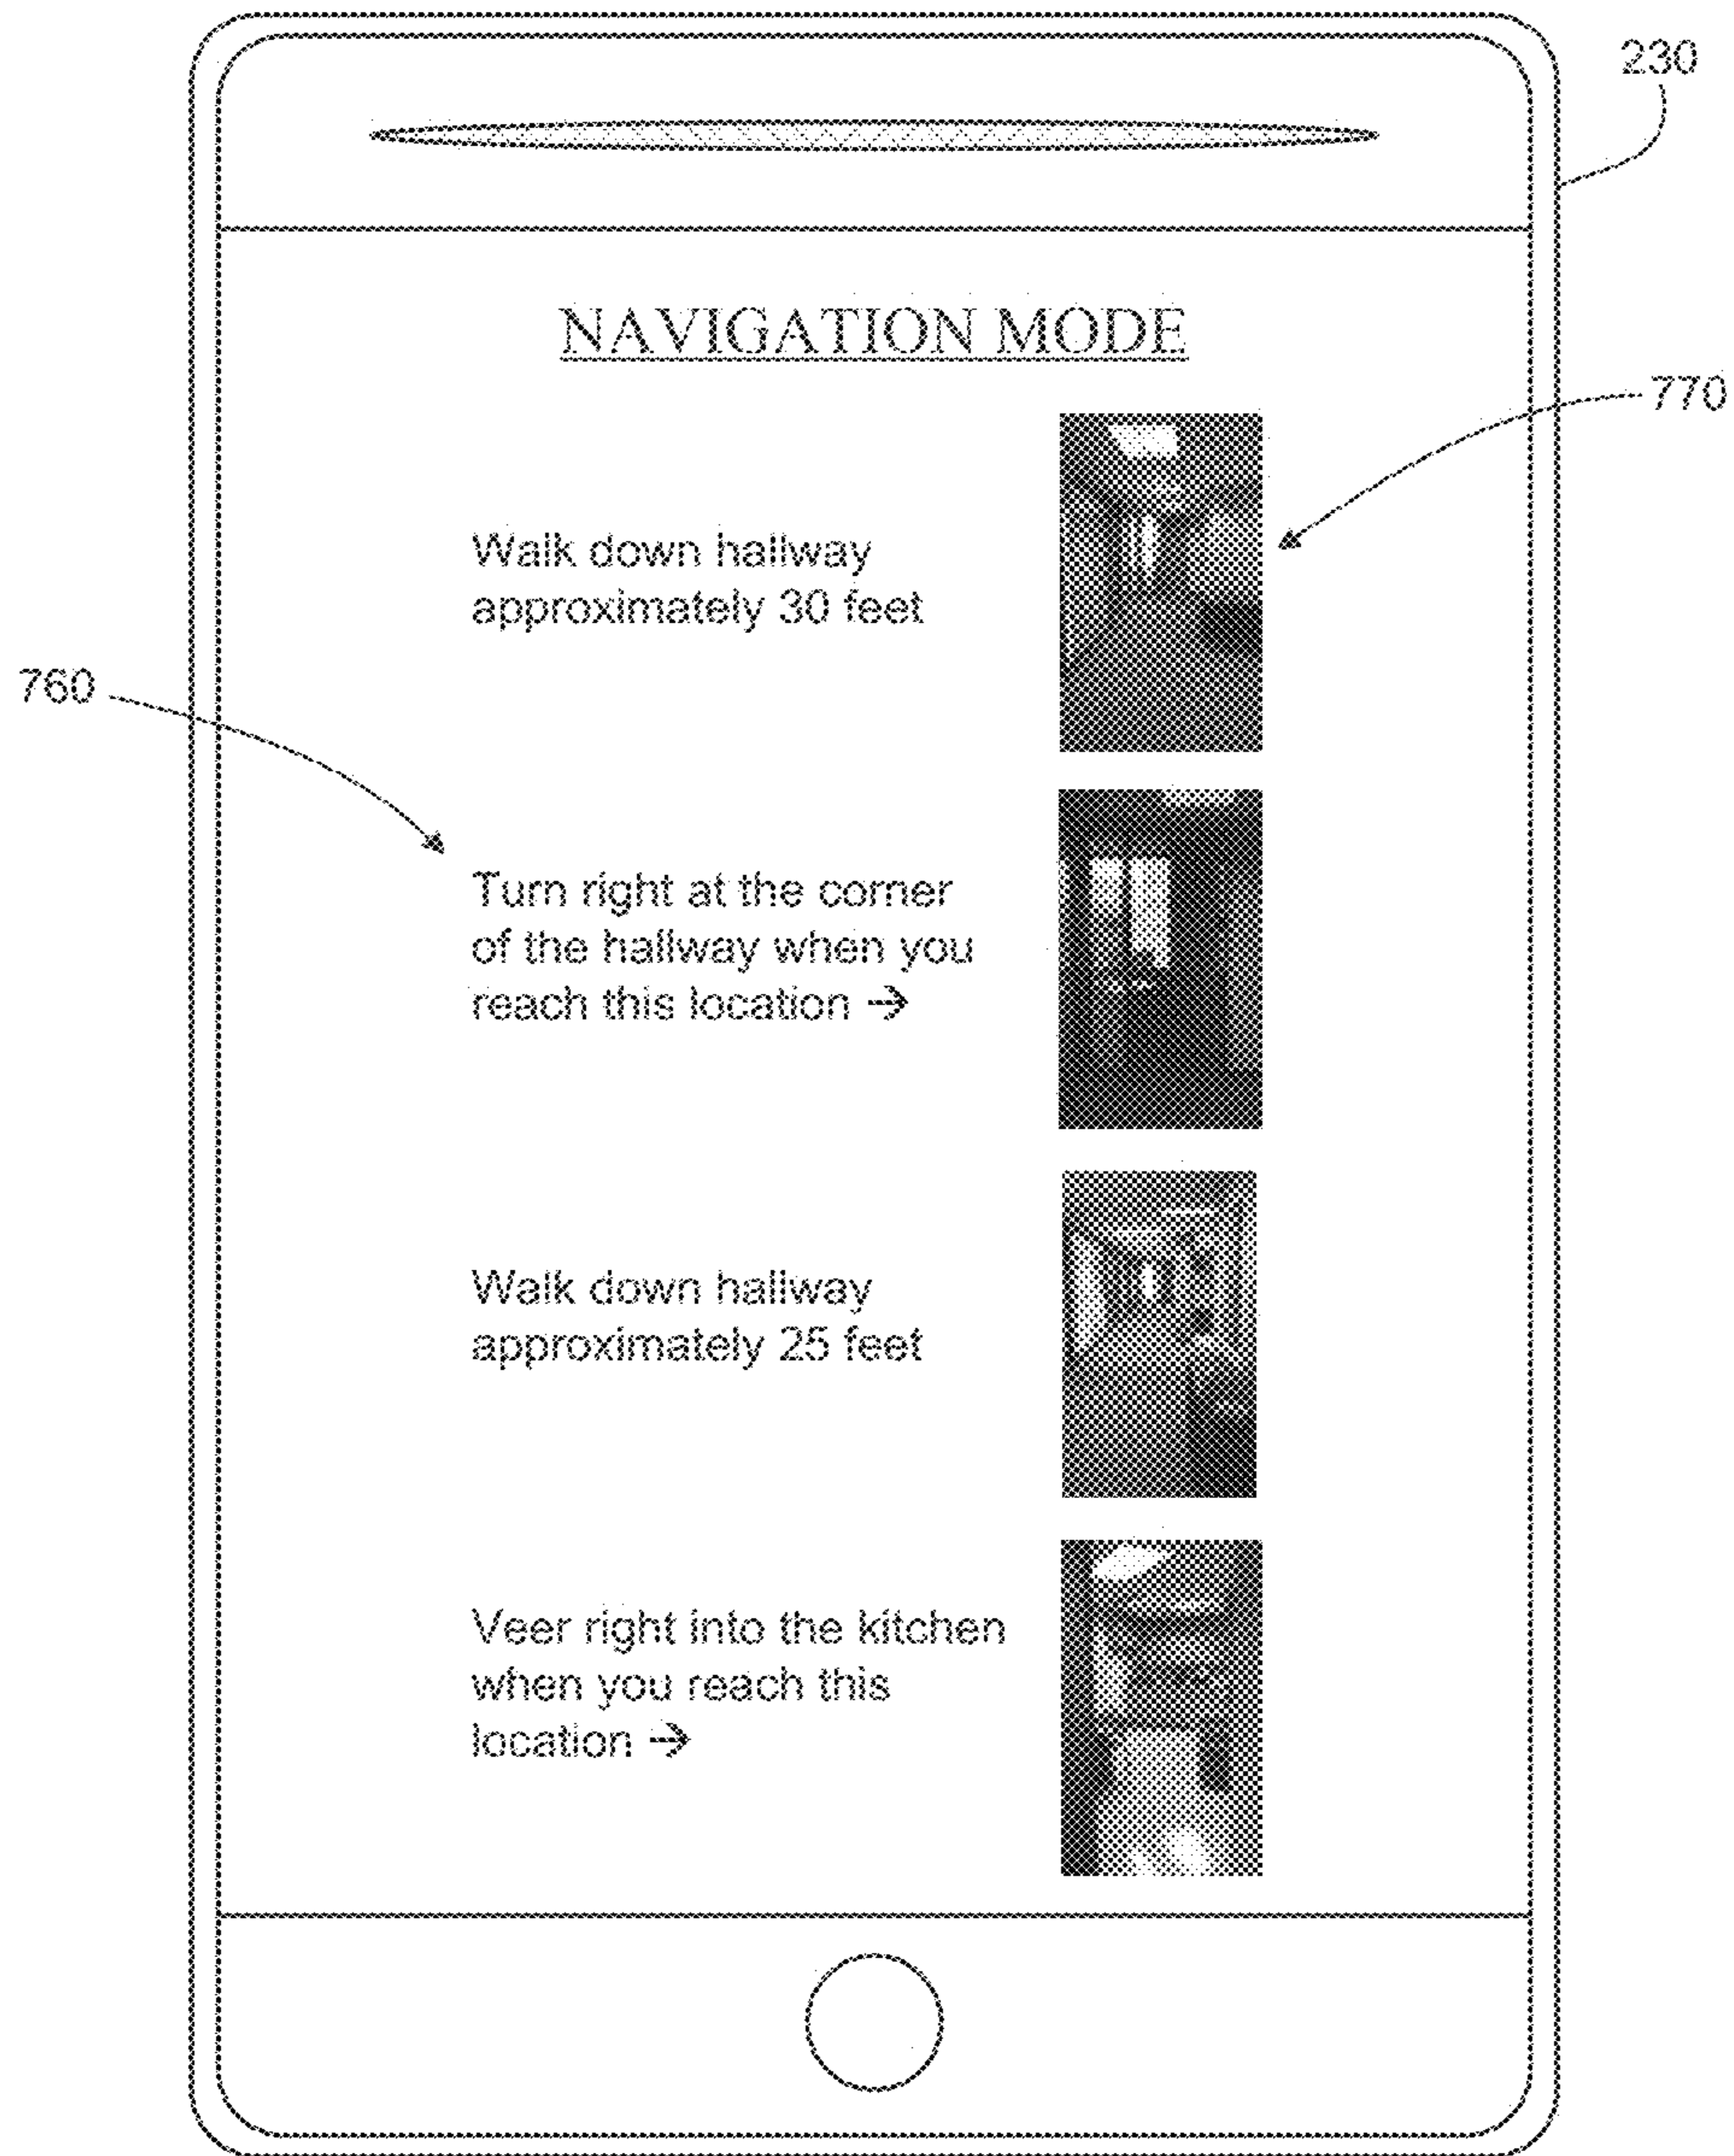 230
NAVIGATION MODE
770
Walk down hallway
approximately 30 feet
760
Turn right at the corner
of the hallway when you
reach this location →
Walk down hallway
approximately 25 feet
Veer right into the kitchen
when you reach this
location →